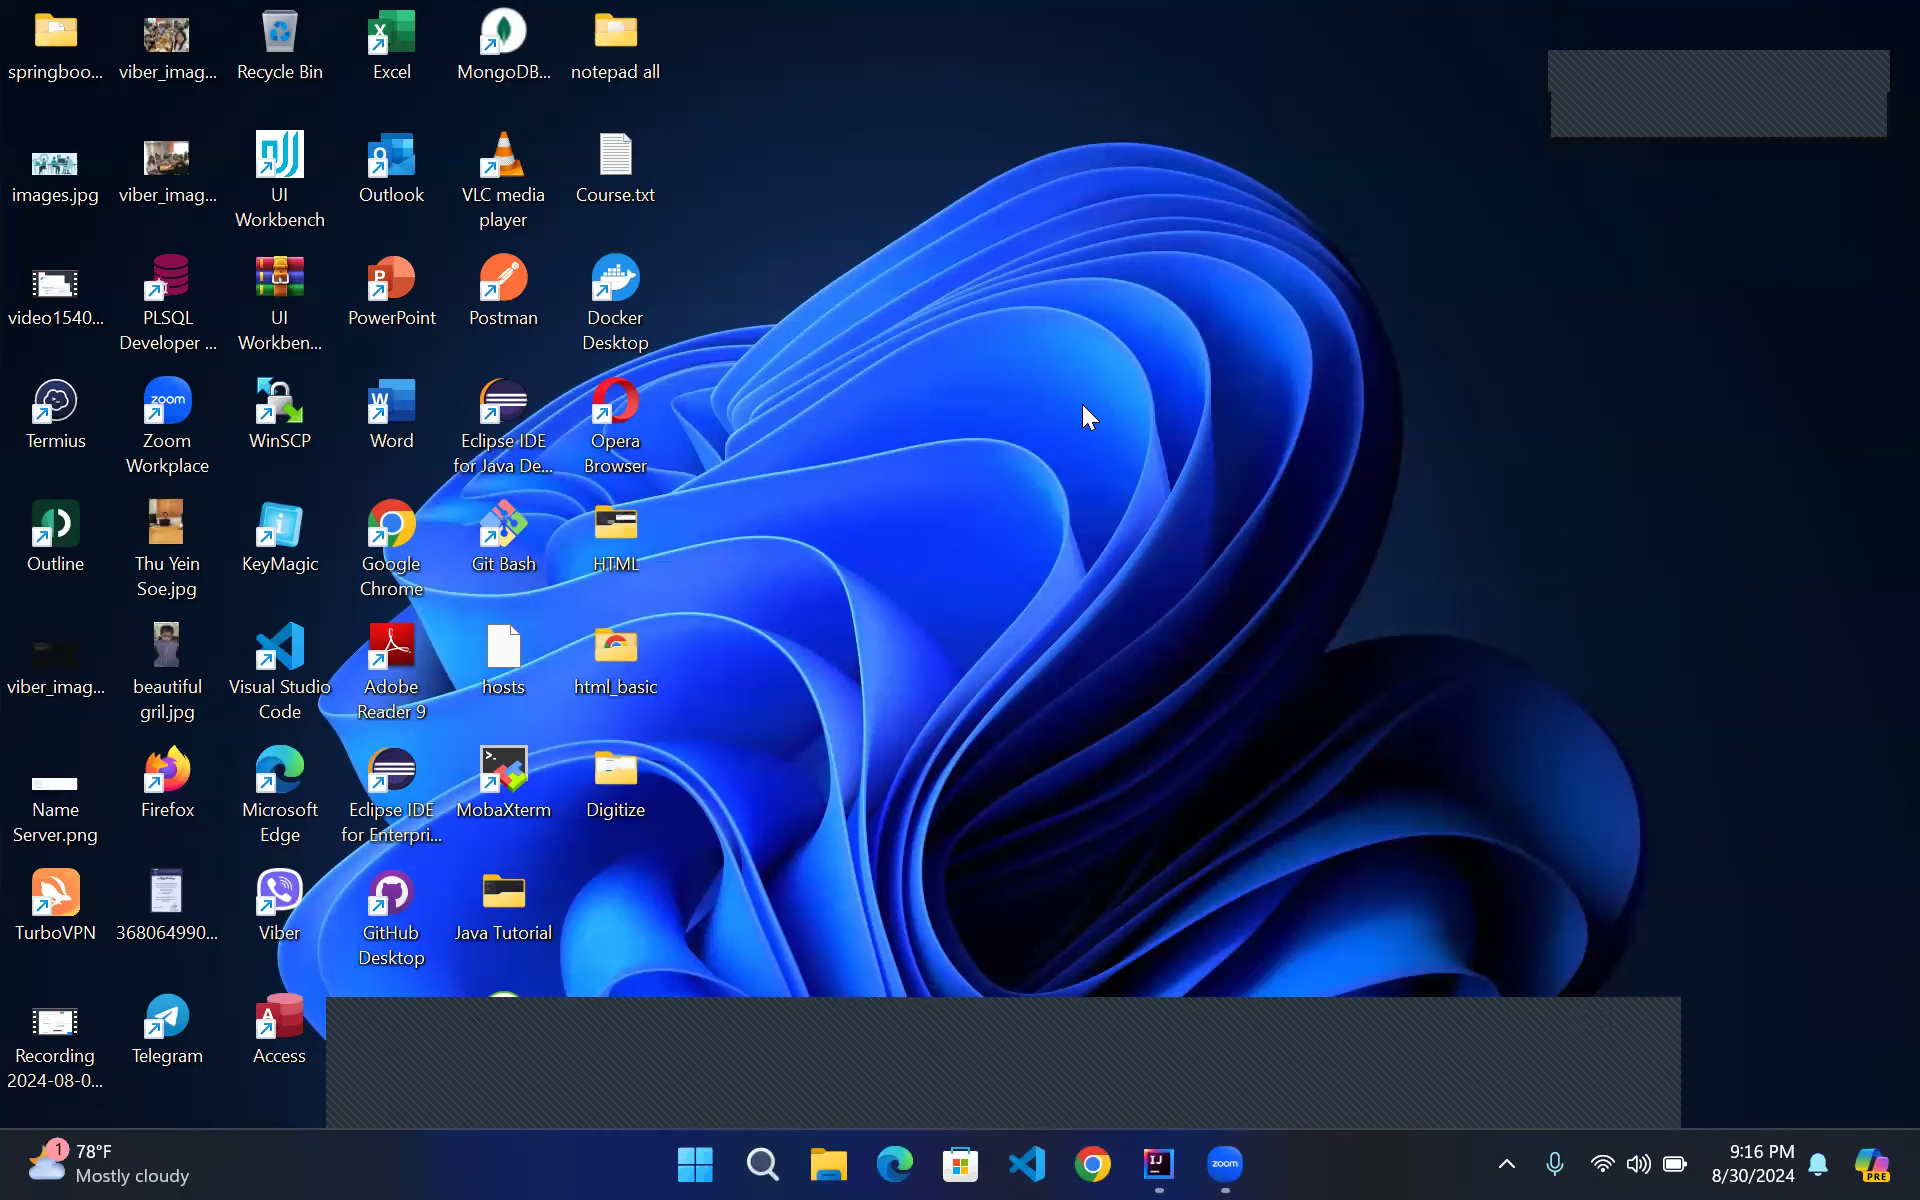 springboo...
viber_imag...
Recycle Bin
Excel
MongoDB...
notepad all
images.jpg
viber_imag...
UI
Workbench
Outlook
VLC media
player
Course.txt
video1540...
PLSQL
Developer ...
UI
Workben...
PowerPoint
Postman
Docker
Desktop
Termius
zoom
Zoom
Workplace
WinSCP
Word
Eclipse IDE
for Java De...
Opera
Browser
Outline
Thu Yein
Soe.jpg
KeyMagic
Google
Chrome
Git Bash
HTML
viber_imag...
beautiful
gril.jpg
Visual Studio
Code
Adobe
Reader 9
hosts
html_basic
Name
Server.png
Firefox
Microsoft
Edge
Eclipse IDE
for Enterpri...
MobaXterm
Digitize
TurboVPN
368064990...
Viber
GitHub
Desktop
Java Tutorial
Recording
2024-08-0...
Telegram
Access
1
78°F
Mostly cloudy
IJ
zoom
9:16 PM
8/30/2024
PRE